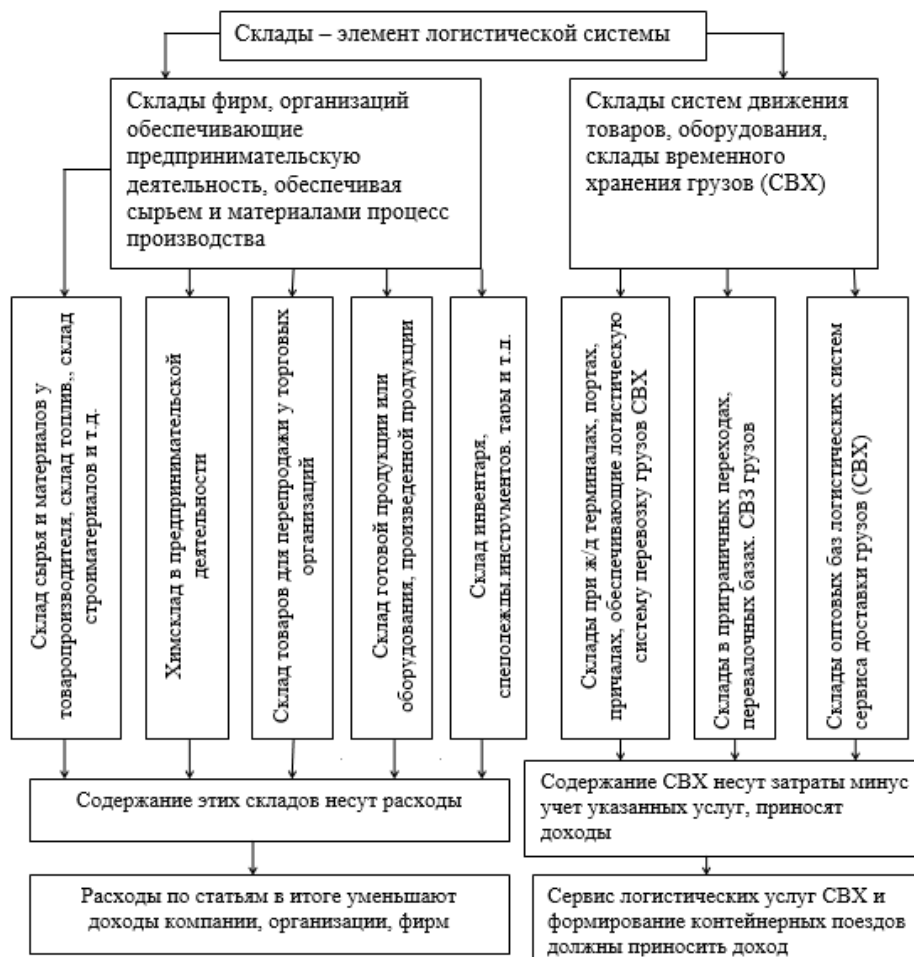 Склады – элемент логистической системы
Склады фирм, организаций
обеспечивающие
предпринимательскую
деятельность, обеспечивая
сырьем и материалами процесс
производства
Склады систем движения
товаров, оборудования,
склады временного
хранения грузов (СВХ)
Склад сырья и материалов у
товаропроизводителя, склад топлив,, склад
строиматериалов и т.д.
Химсклад в предпринимательской
деятельности
Склад товаров для перепродажи у торговых
организаций
Склад готовой продукции или
оборудования, произведенной продукции
Склад инвентаря,
спецодежды.инструментов. тары и т.д.
Склады при ж/д терминалах, портах,
причалах, обеспечивающие логистическую
систему перевозку грузов СВХ
Склады в приграничных переходах,
перевалочных базах. СВЗ грузов
Склады оптовых баз логистических систем
сервиса доставки грузов (СВХ)
Содержание этих складов несут расходы
Содержание СВХ несут затраты минус
учет указанных услуг, приносят
доходы
Расходы по статьям в итоге уменьшают
доходы компании, организации, фирм
Сервис логистических услуг СВХ и
формирование контейнерных поездов
должны приносить доход